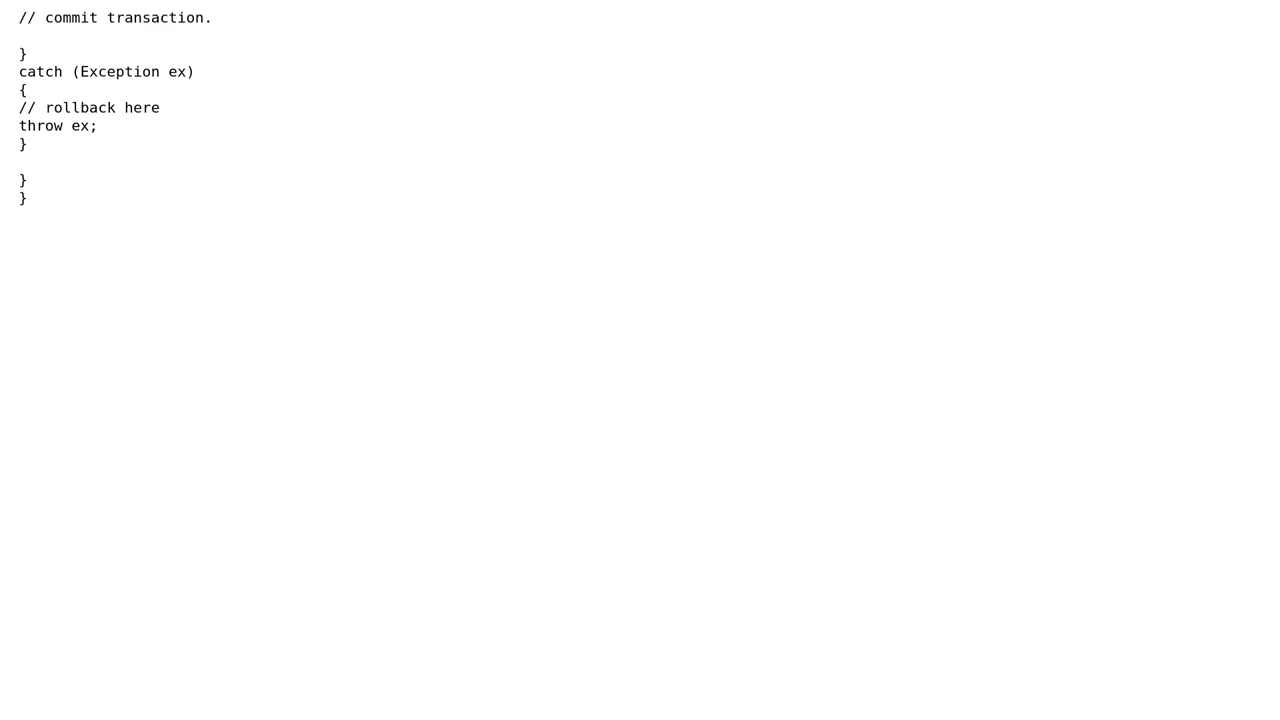 // commit transaction.

}
catch (Exception ex)
{
// rollback here
throw ex;
}

}
}